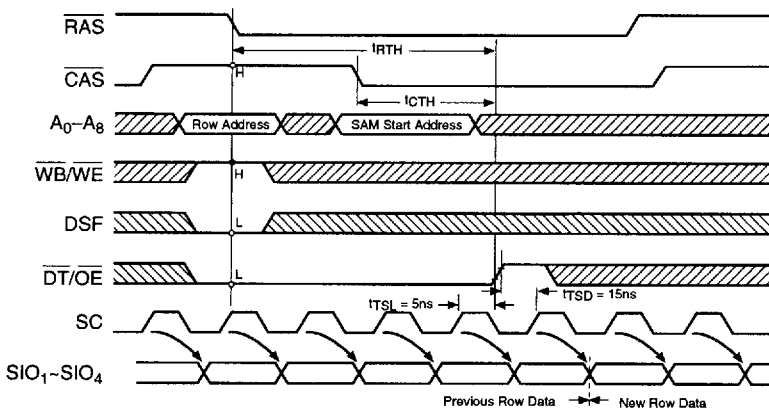 RAS
tRTH
H
CAS
tCTH
A0–A8
Row Address
SAM Start Address
WB/WE
H
DSF
L
DT/OE
L
tTSL = 5ns
tTSD = 15ns
SC
SIO1~SIO4
Previous Row Data
New Row Data